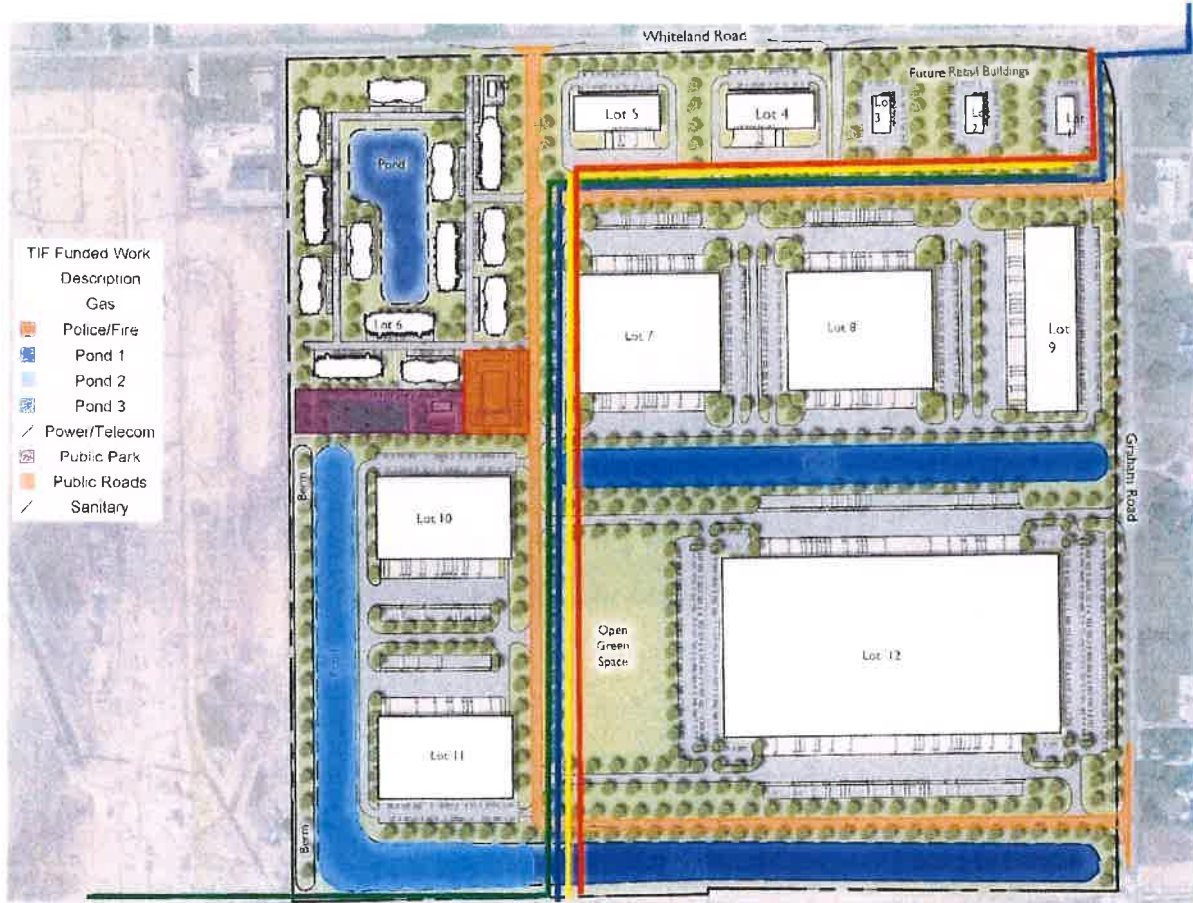 Whiteland Road
Future Retail Buildings
Lot 5
Lot 4
Lot
3
Lot
2
Lot
Pond
TIF Funded Work
Description
Gas
Police/Fire
Pond 1
Pond 2
Pond 3
Power/Telecom
Public Park
Public Roads
Sanitary
Lot 6
Lot 7
Lot 8
Lot
9
Graham Road
Berm
Lot 10
Open
Green
Space
Lot 12
Lot 11
Berm